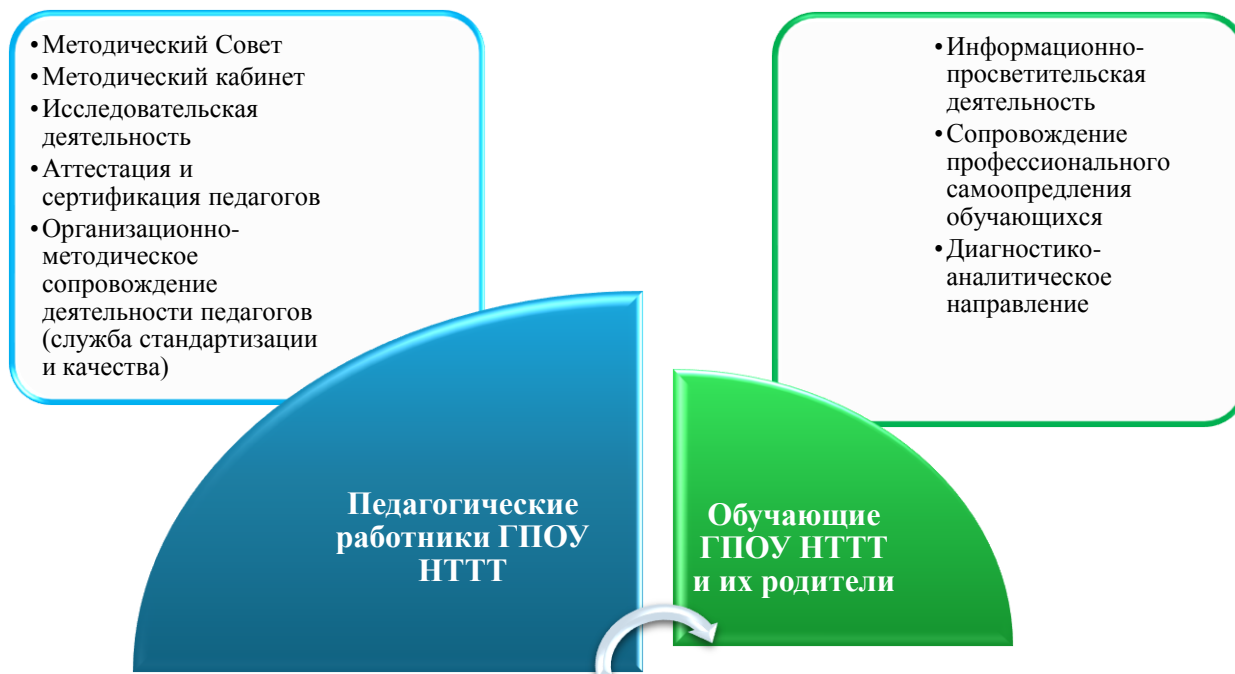 •Методический Совет
•Методический кабинет
•Исследовательская
деятельность
•Аттестация и
сертификация педагогов
•Организационно-
методическое
сопровождение
деятельности педагогов
(служба стандартизации
и качества)
•Информационно-
просветительская
деятельность
•Сопровождение
профессионального
самоопредления
обучающихся
•Диагностико-
аналитическое
направление
Педагогические
работники ГПОУ
НТТТ
Обучающие
ГПОУ НТТТ
и их родители